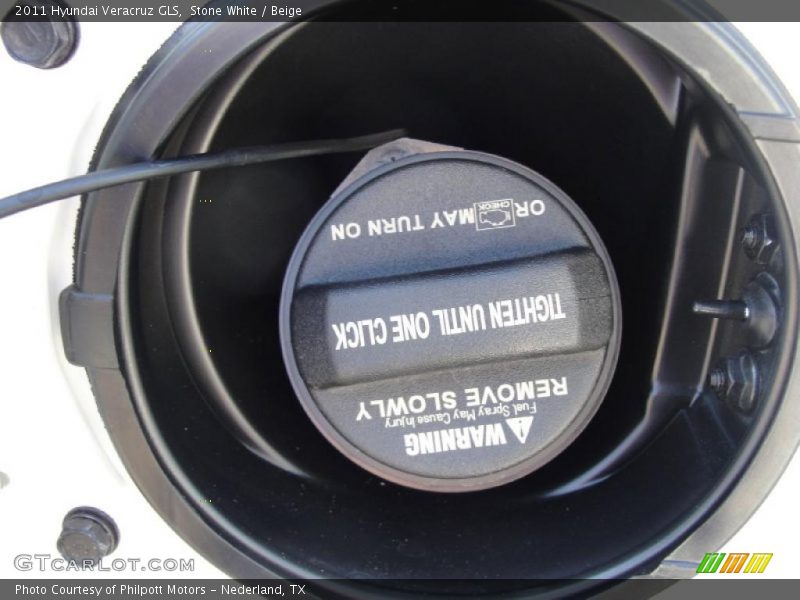 2011 Hyundai Veracruz GLS, Stone White / Beige
WARNING
Fuel Spray May Cause Injury
REMOVE SLOWLY
TIGHTEN UNTIL ONE CLICK
OR CHECK MAY TURN ON
GTCARLOT.COM
Photo Courtesy of Philpott Motors - Nederland, TX